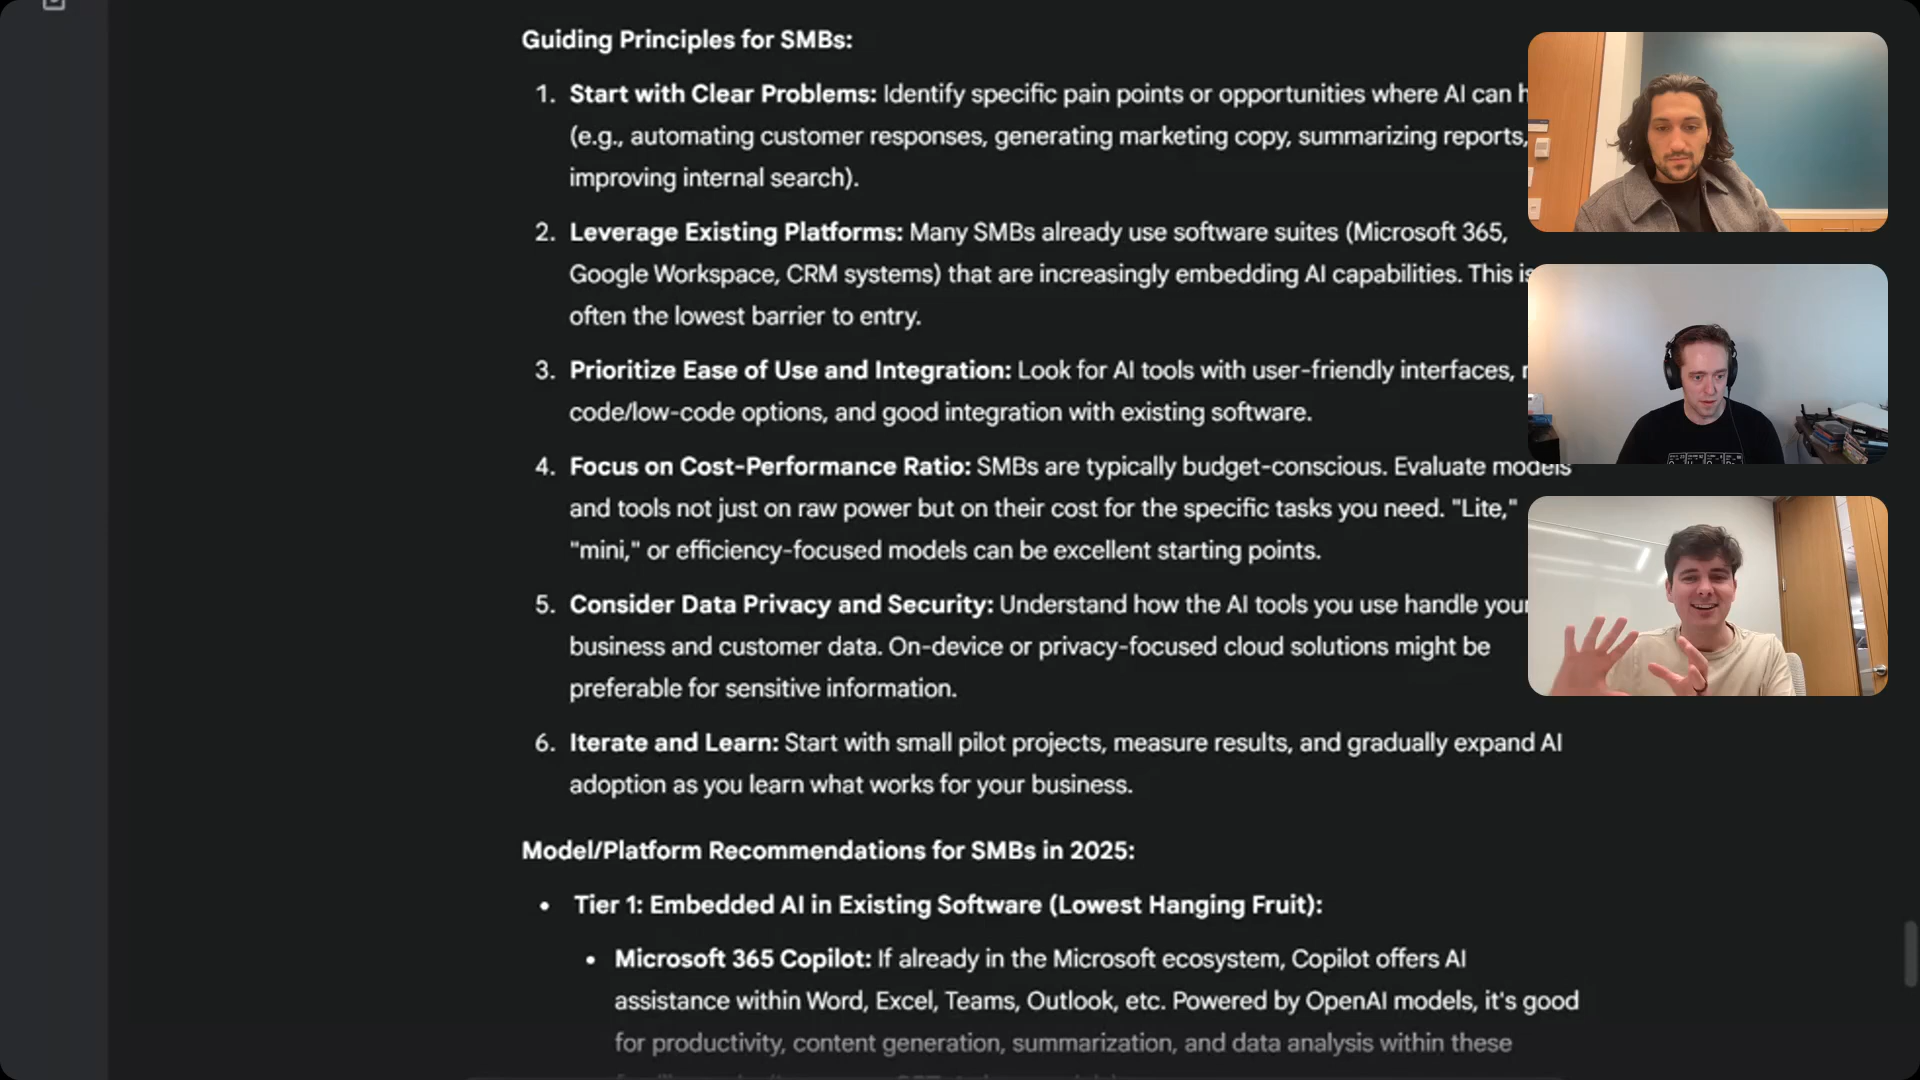 Guiding Principles for SMBs:
1. Start with Clear Problems: Identify specific pain points or opportunities where AI can
(e.g., automating customer responses, generating marketing copy, summarizing reports,
improving internal search).
2. Leverage Existing Platforms: Many SMBs already use software suites (Microsoft 365,
Google Workspace, CRM systems) that are increasingly embedding AI capabilities. This is
often the lowest barrier to entry.
3. Prioritize Ease of Use and Integration: Look for AI tools with user-friendly interfaces,
code/low-code options, and good integration with existing software.
4. Focus on Cost-Performance Ratio: SMBs are typically budget-conscious. Evaluate models
and tools not just on raw power but on their cost for the specific tasks you need. "Lite,"
"mini," or efficiency-focused models can be excellent starting points.
5. Consider Data Privacy and Security: Understand how the AI tools you use handle your
business and customer data. On-device or privacy-focused cloud solutions might be
preferable for sensitive information.
6. Iterate and Learn: Start with small pilot projects, measure results, and gradually expand AI
adoption as you learn what works for your business.
Model/Platform Recommendations for SMBs in 2025:
• Tier 1: Embedded AI in Existing Software (Lowest Hanging Fruit):
• Microsoft 365 Copilot: If already in the Microsoft ecosystem, Copilot offers AI
assistance within Word, Excel, Teams, Outlook, etc. Powered by OpenAI models, it's good
for productivity, content generation, summarization, and data analysis within these